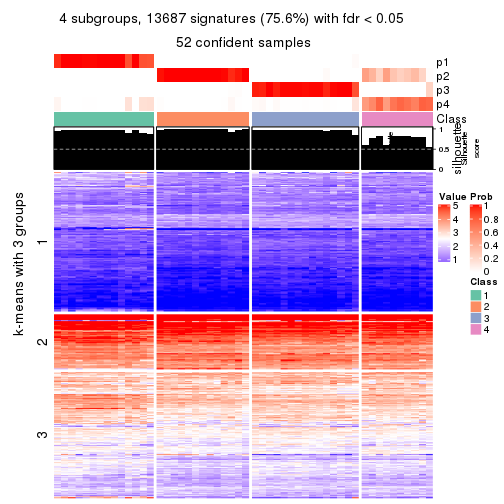 4 subgroups, 13687 signatures (75.6%) with fdr < 0.05
52 confident samples
p1
p2
p3
p4
Class
1
0.5
0
silhouette
Silhouette
score
k-means with 3 groups
1
2
3
Value
5
4
3
2
1
Prob
1
0.8
0.6
0.4
0.2
0
Class
1
2
3
4